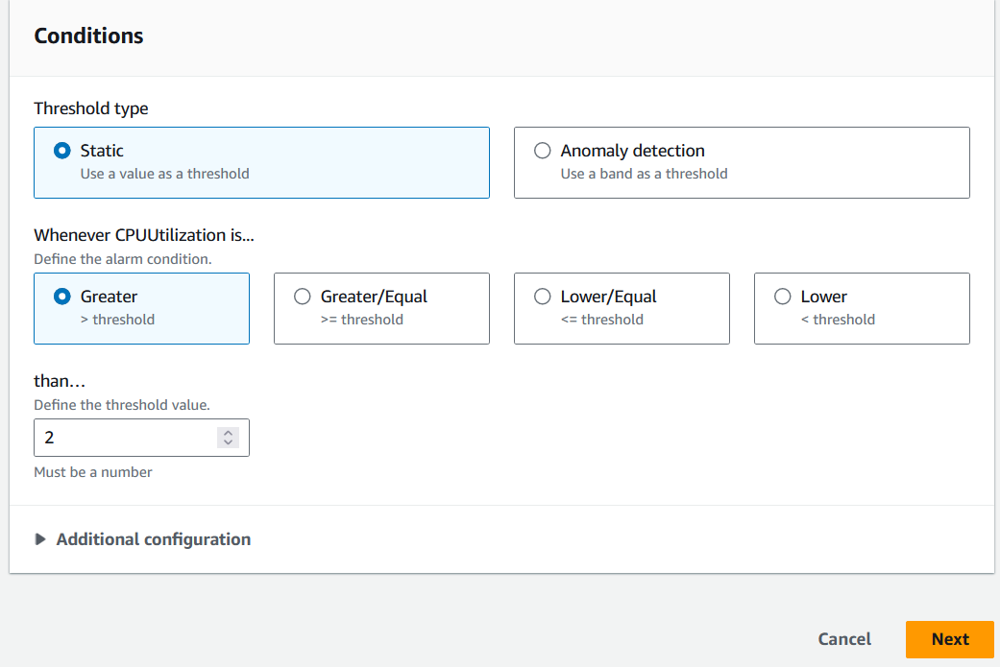 Conditions
Threshold type
Static
Use a value as a threshold
Anomaly detection
Use a band as a threshold
Whenever CPUUtilization is...
Define the alarm condition.
Greater
> threshold
Greater/Equal
>= threshold
Lower/Equal
<= threshold
Lower
< threshold
than...
Define the threshold value.
2
Must be a number
Additional configuration
Cancel
Next